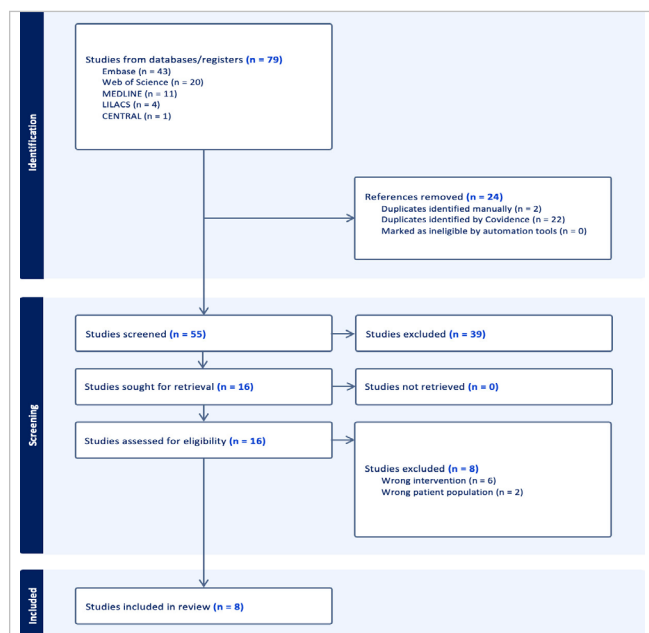 Identification
Studies from databases/registers (n = 79)
Embase (n = 43)
Web of Science (n = 20)
MEDLINE (n = 11)
LILACS (n = 4)
CENTRAL (n = 1)
References removed (n = 24)
Duplicates identified manually (n = 2)
Duplicates identified by Covidence (n = 22)
Marked as ineligible by automation tools (n = 0)
Screening
Studies screened (n = 55)
Studies excluded (n = 39)
Studies sought for retrieval (n = 16)
Studies not retrieved (n = 0)
Studies assessed for eligibility (n = 16)
Studies excluded (n = 8)
Wrong intervention (n = 6)
Wrong patient population (n = 2)
Included
Studies included in review (n = 8)